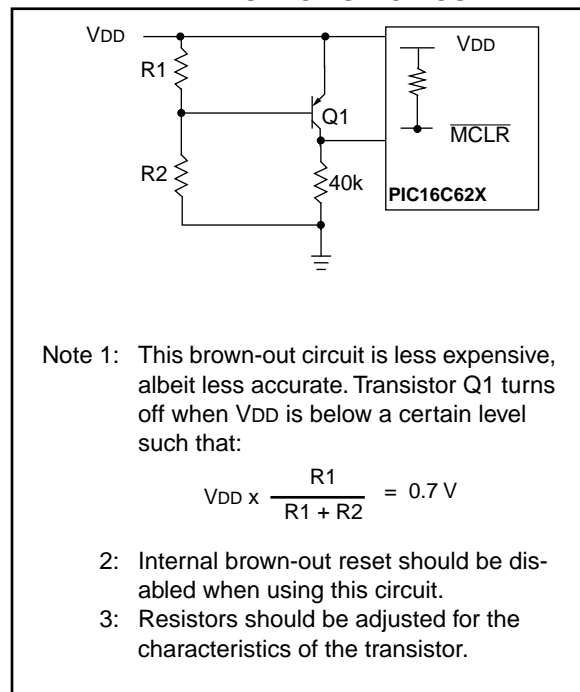 VDD
VDD
R1
Q1
MCLR
R2
40k
PIC16C62X
Note 1: This brown-out circuit is less expensive,
albeit less accurate. Transistor Q1 turns
off when VDD is below a certain level
such that:
VDD x R1 / R1 + R2 = 0.7 V
2: Internal brown-out reset should be dis-
abled when using this circuit.
3: Resistors should be adjusted for the
characteristics of the transistor.